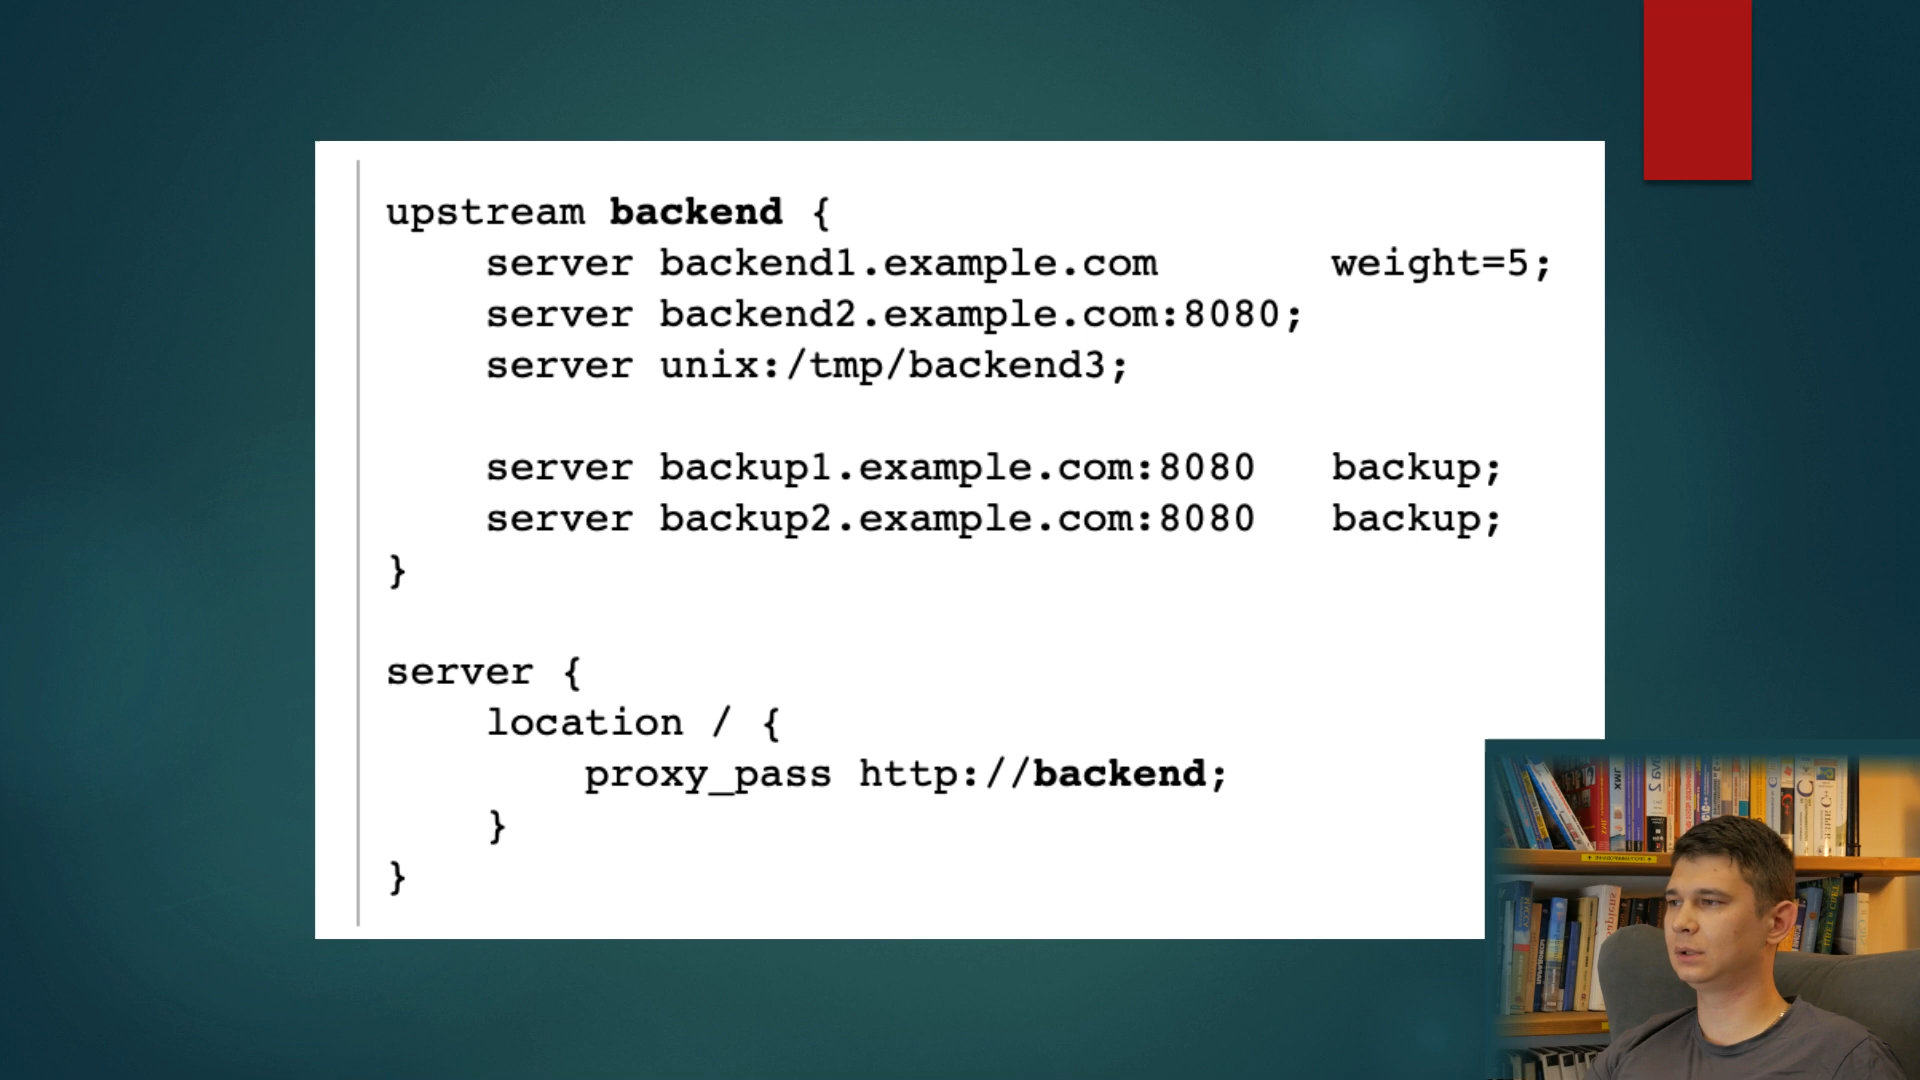 upstream backend {
server backend1.example.com weight=5;
server backend2.example.com:8080;
server unix:/tmp/backend3;
server backup1.example.com:8080 backup;
server backup2.example.com:8080 backup;
}
server {
location / {
proxy_pass http://backend;
}
}